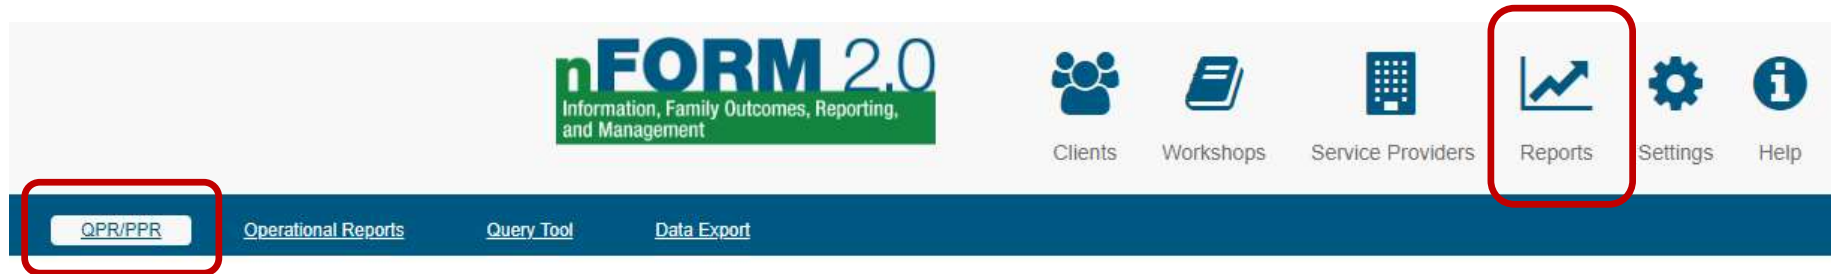 nFORM 2.0
Information, Family Outcomes, Reporting,
and Management
Clients Workshops Service Providers Reports Settings Help
QPR/PPR Operational Reports Query Tool Data Export